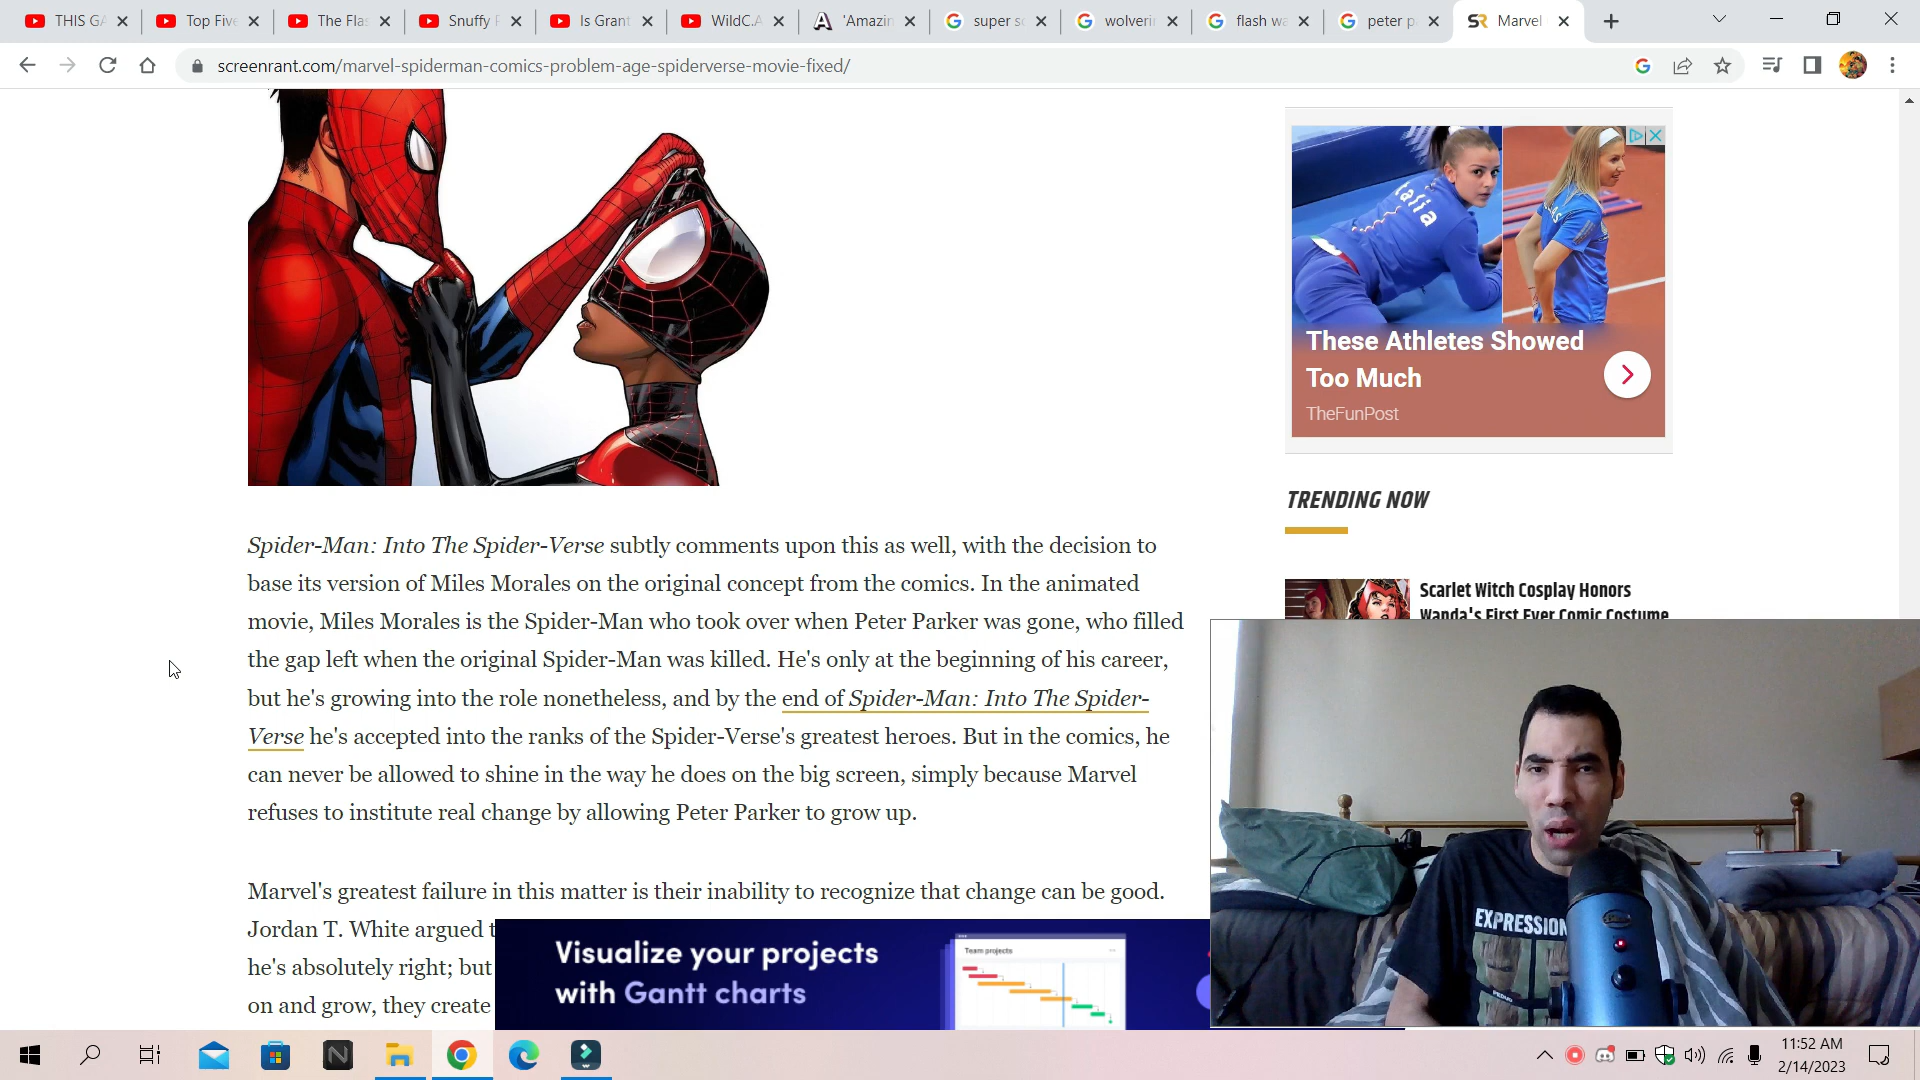 THIS GA
Top Five
The Flas
Snuffy F
Is Grant
WildC.A
'Amazin
super so
wolverin
flash wa
peter p
Marvel
screenrant.com/marvel-spiderman-comics-problem-age-spiderverse-movie-fixed/
Italia
These Athletes Showed
Too Much
TheFunPost
TRENDING NOW
Scarlet Witch Cosplay Honors
Wanda's First Ever Comic Costume
Spider-Man: Into The Spider-Verse subtly comments upon this as well, with the decision to
base its version of Miles Morales on the original concept from the comics. In the animated
movie, Miles Morales is the Spider-Man who took over when Peter Parker was gone, who filled
the gap left when the original Spider-Man was killed. He's only at the beginning of his career,
but he's growing into the role nonetheless, and by the end of Spider-Man: Into The Spider-
Verse he's accepted into the ranks of the Spider-Verse's greatest heroes. But in the comics, he
can never be allowed to shine in the way he does on the big screen, simply because Marvel
refuses to institute real change by allowing Peter Parker to grow up.
Marvel's greatest failure in this matter is their inability to recognize that change can be good.
Jordan T. White argued t
he's absolutely right; but
on and grow, they create
Visualize your projects
with Gantt charts
Team projects
EXPRESSION
11:52 AM
2/14/2023